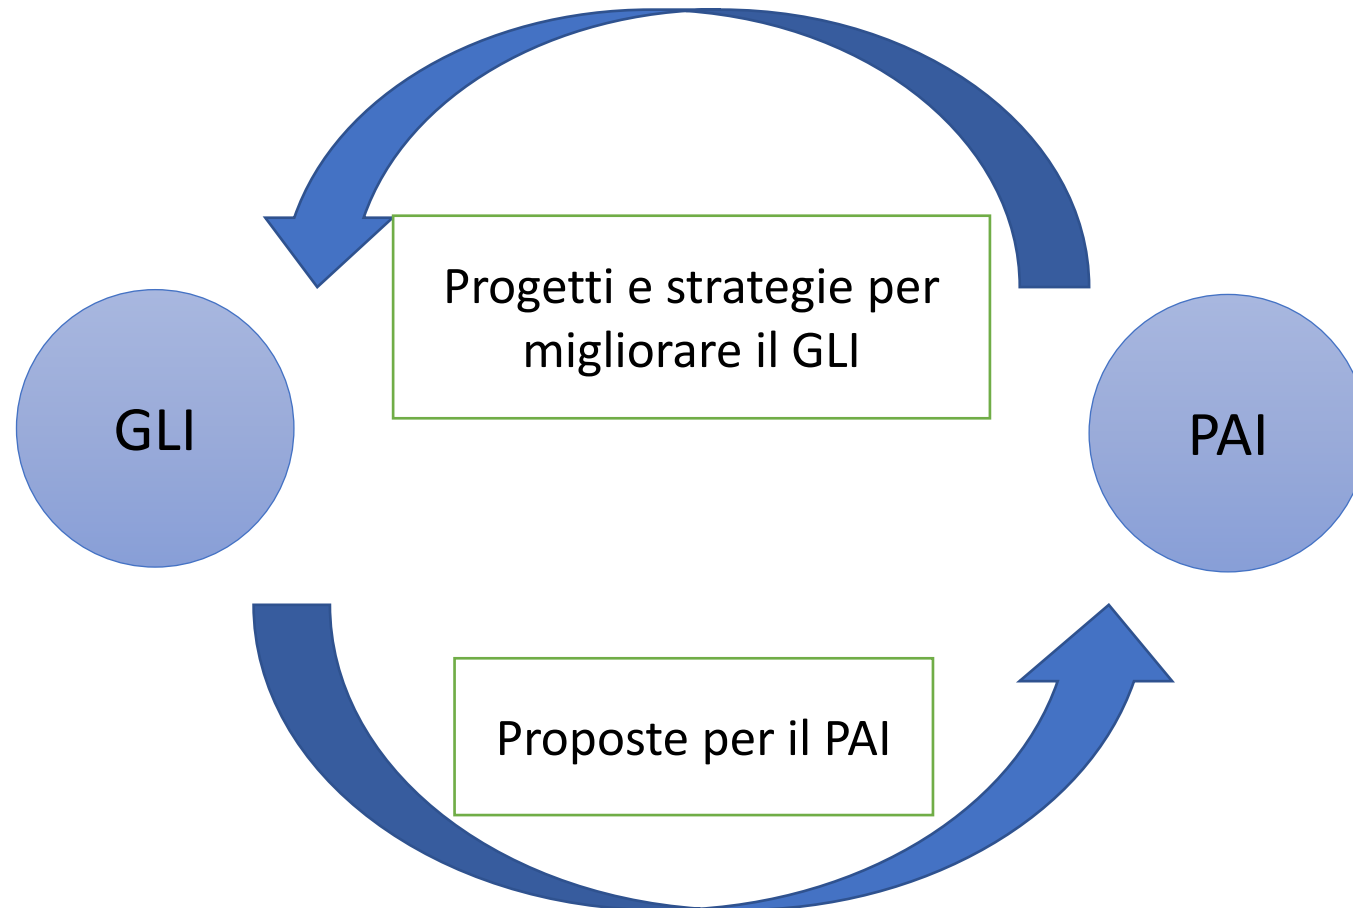 Progetti e strategie per
migliorare il GLI
GLI
PAI
Proposte per il PAI